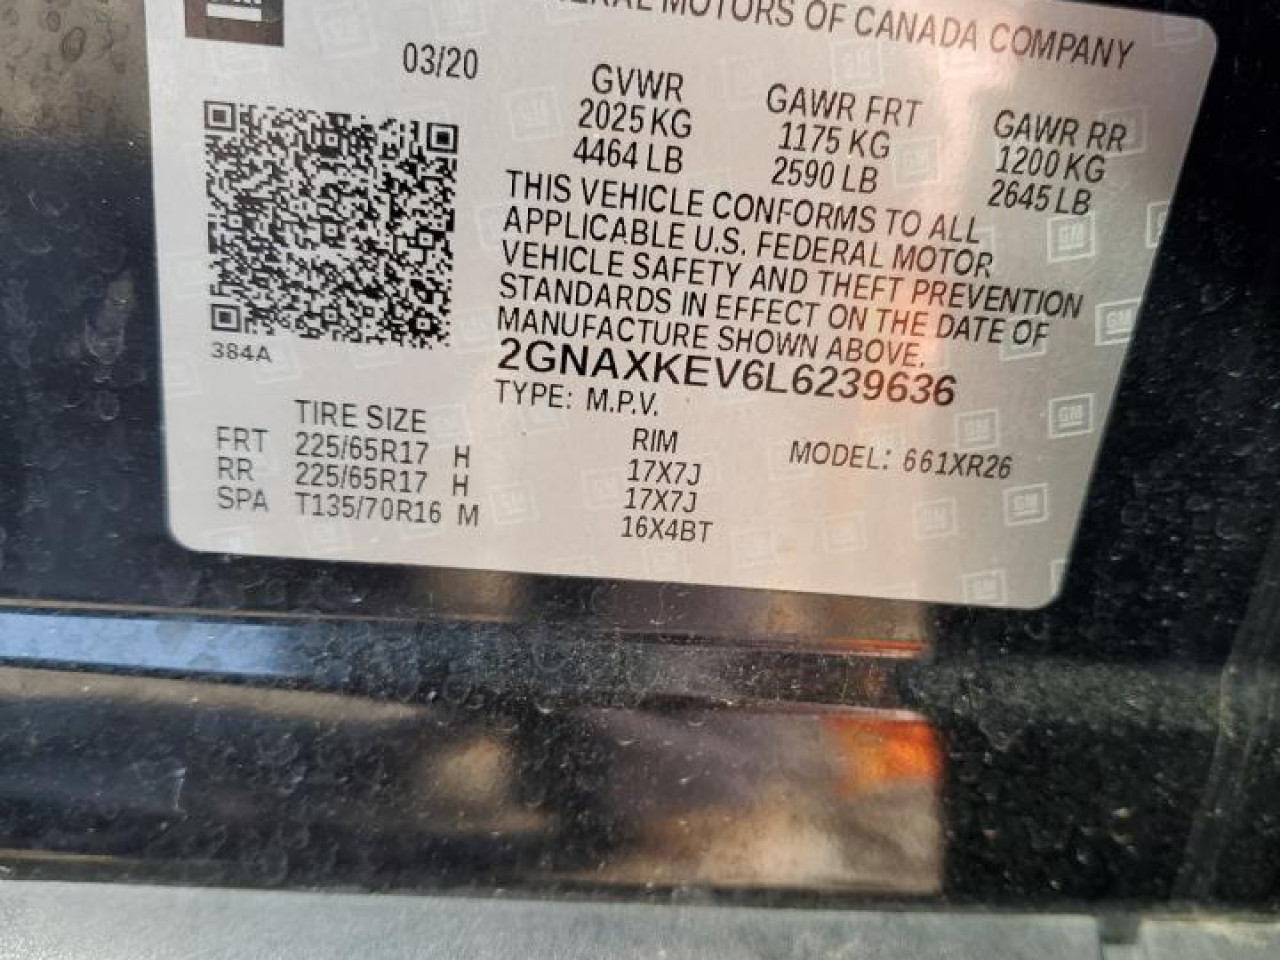 MOTORS OF CANADA COMPANY
03/20
GVWR
2025 KG
4464 LB
GAWR FRT
1175 KG
2590 LB
GAWR RR
1200 KG
2645 LB
THIS VEHICLE CONFORMS TO ALL
APPLICABLE U.S. FEDERAL MOTOR
VEHICLE SAFETY AND THEFT PREVENTION
STANDARDS IN EFFECT ON THE DATE OF
MANUFACTURE SHOWN ABOVE.
384A
2GNAXKEV6L6239636
TYPE: M.P.V.
TIRE SIZE
RIM
MODEL: 661XR26
FRT 225/65R17 H 17X7J
RR 225/65R17 H 17X7J
SPA T135/70R16 M 16X4BT